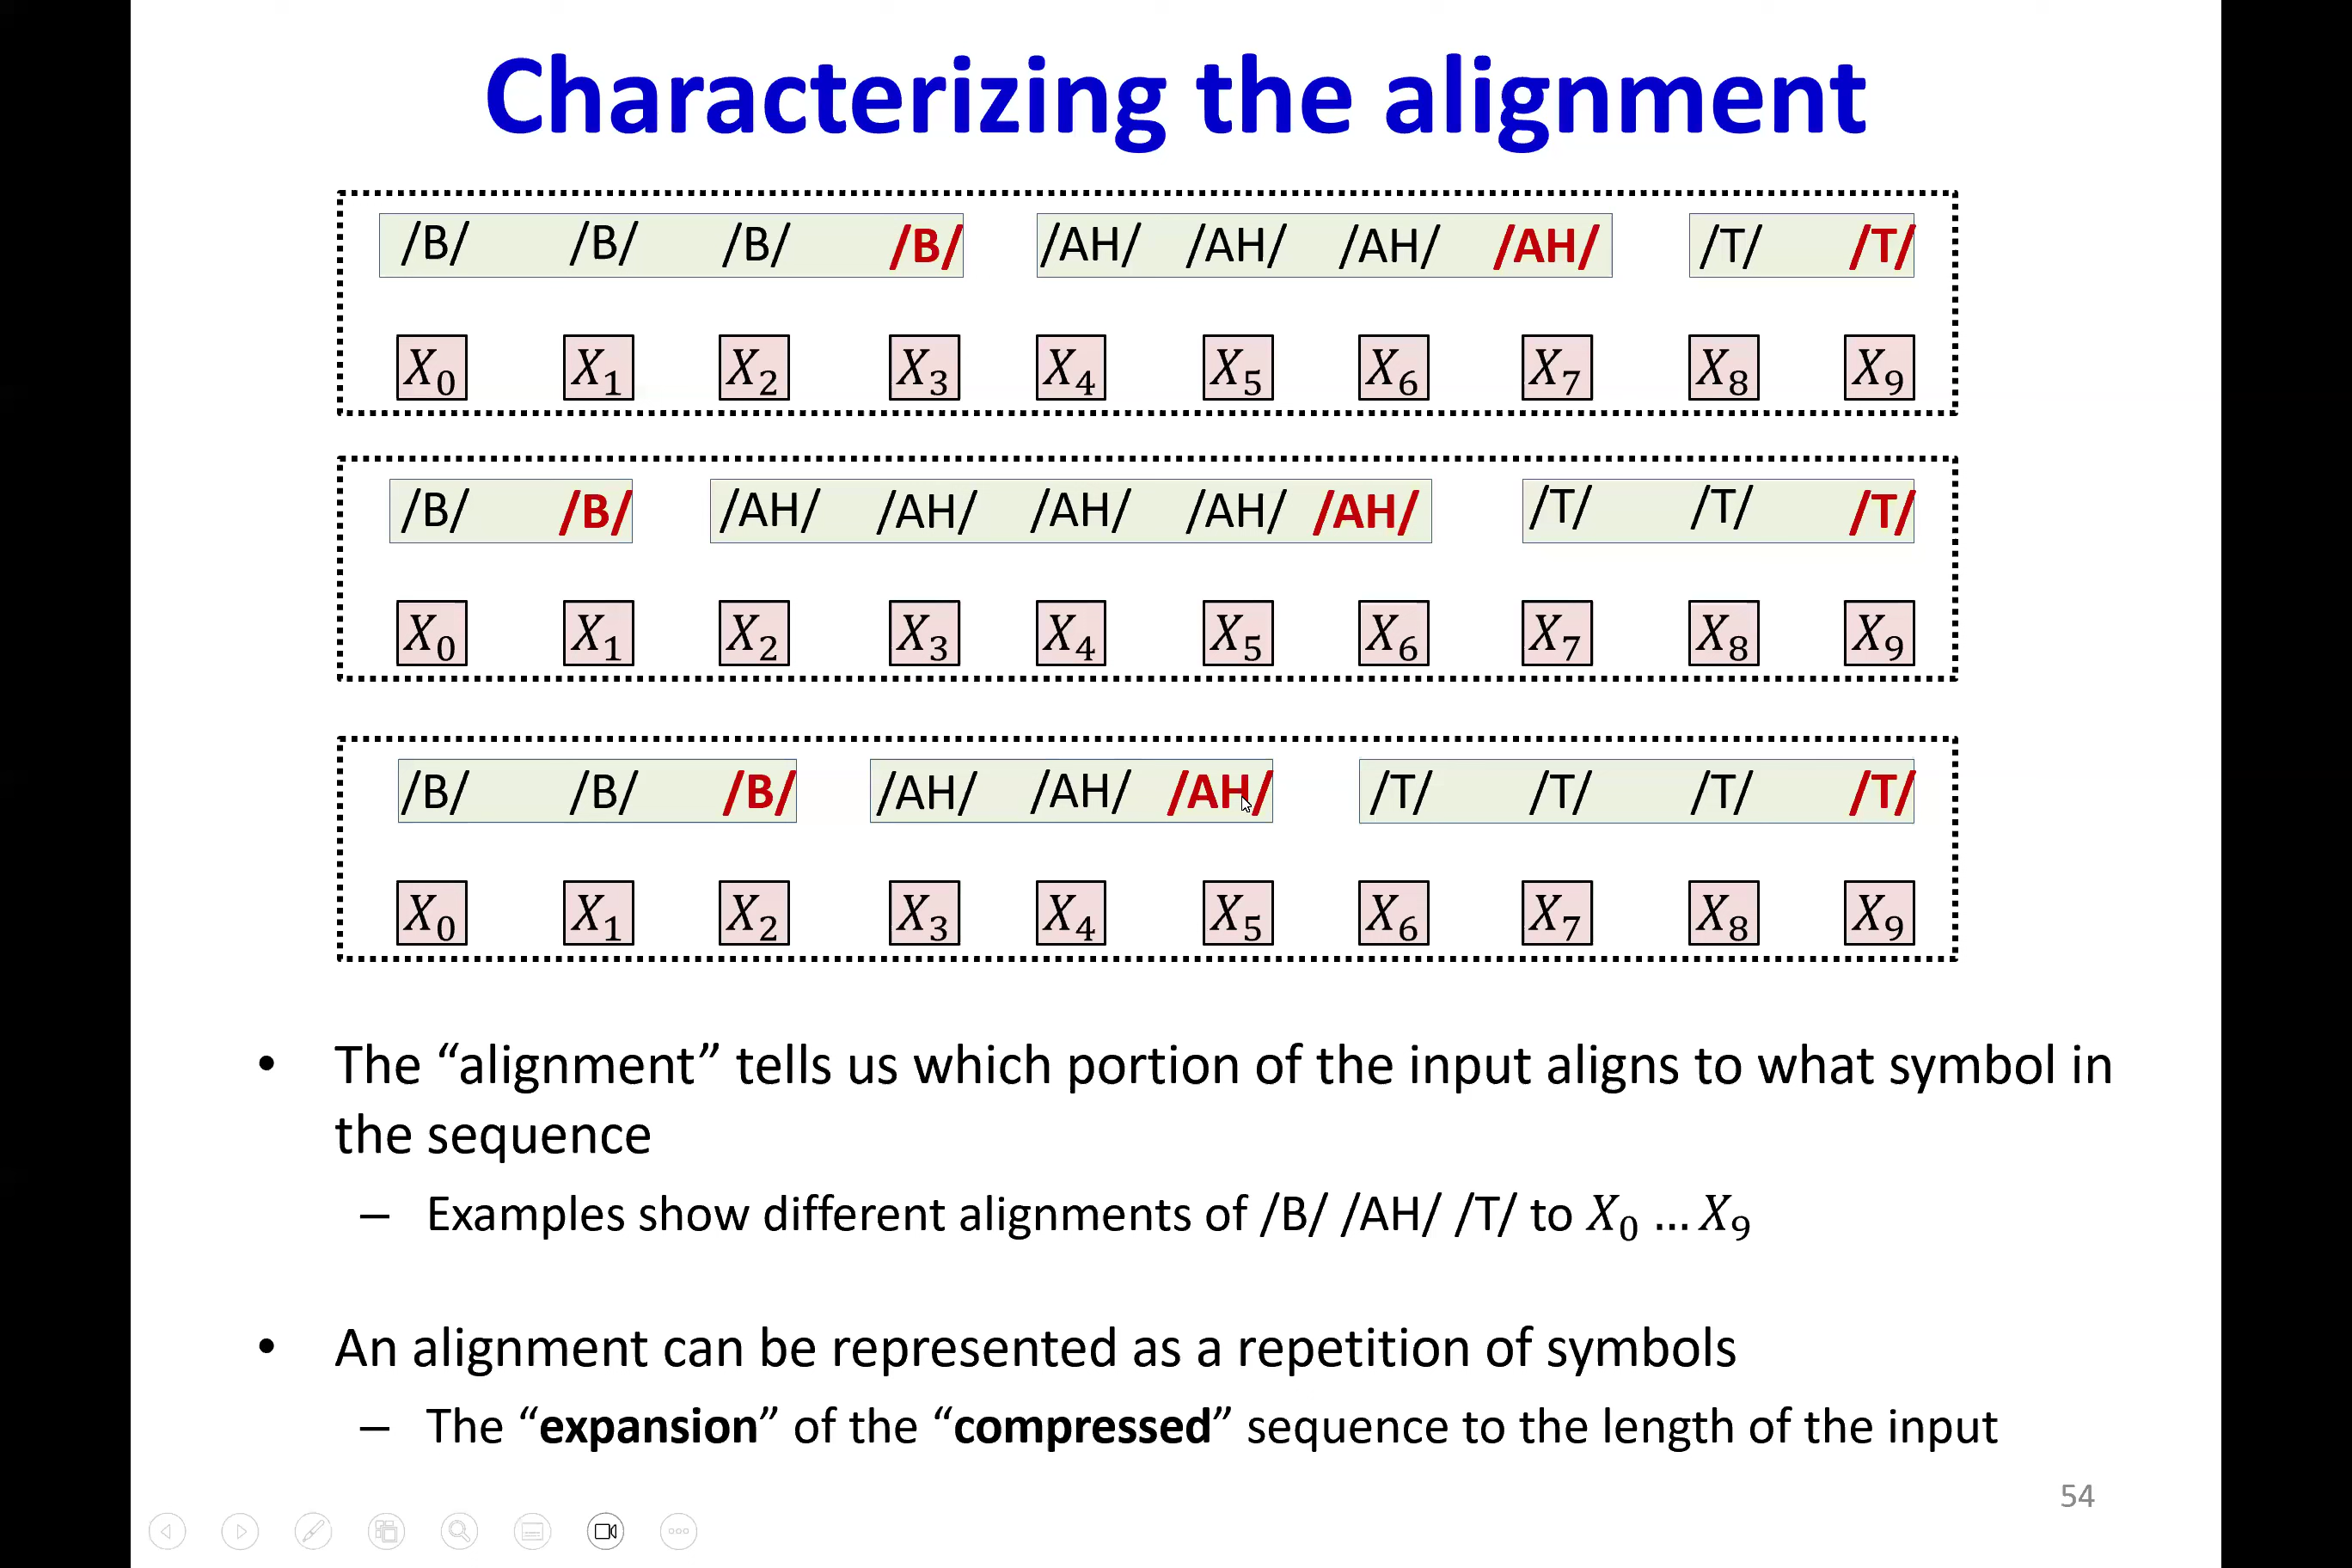 Characterizing the alignment
/B/ /B/ /B/ /B/ /AH/ /AH/ /AH/ /AH/ /T/ /T/
X₀ X₁ X₂ X₃ X₄ X₅ X₆ X₇ X₈ X₉
/B/ /B/ /AH/ /AH/ /AH/ /AH/ /AH/ /T/ /T/ /T/
X₀ X₁ X₂ X₃ X₄ X₅ X₆ X₇ X₈ X₉
/B/ /B/ /B/ /AH/ /AH/ /AH/ /T/ /T/ /T/ /T/
X₀ X₁ X₂ X₃ X₄ X₅ X₆ X₇ X₈ X₉
• The “alignment” tells us which portion of the input aligns to what symbol in
the sequence
– Examples show different alignments of /B/ /AH/ /T/ to X₀ … X₉
• An alignment can be represented as a repetition of symbols
– The “expansion” of the “compressed” sequence to the length of the input
54